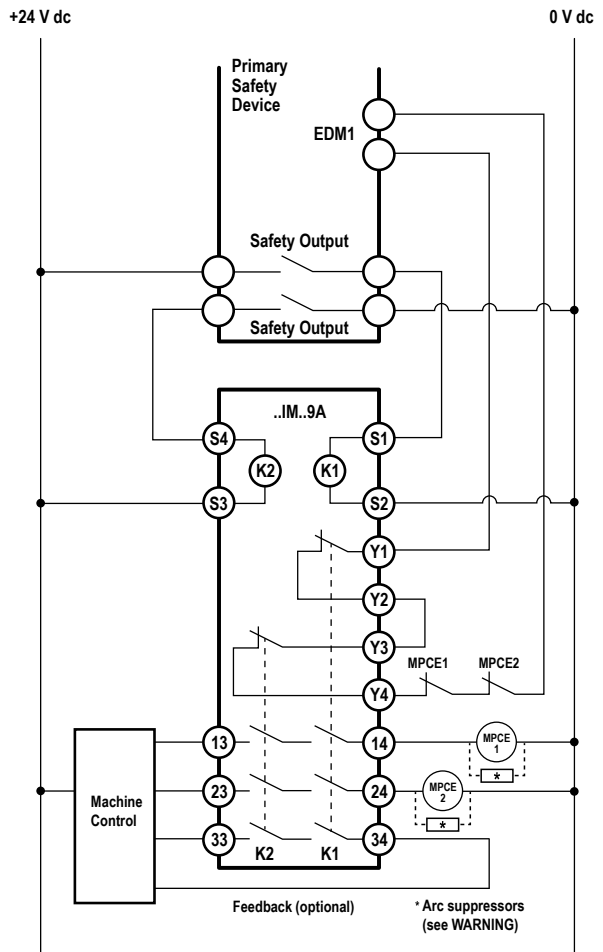 +24 V dc
0 V dc
Primary
Safety
Device
EDM1
Safety Output
Safety Output
..IM..9A
S4
S1
K2
K1
S3
S2
Y1
Y2
Y3
MPCE1
MPCE2
Y4
13
14
MPCE
1
*
Machine
Control
23
24
MPCE
2
*
33
34
K2
K1
Feedback (optional)
* Arc suppressors
(see WARNING)